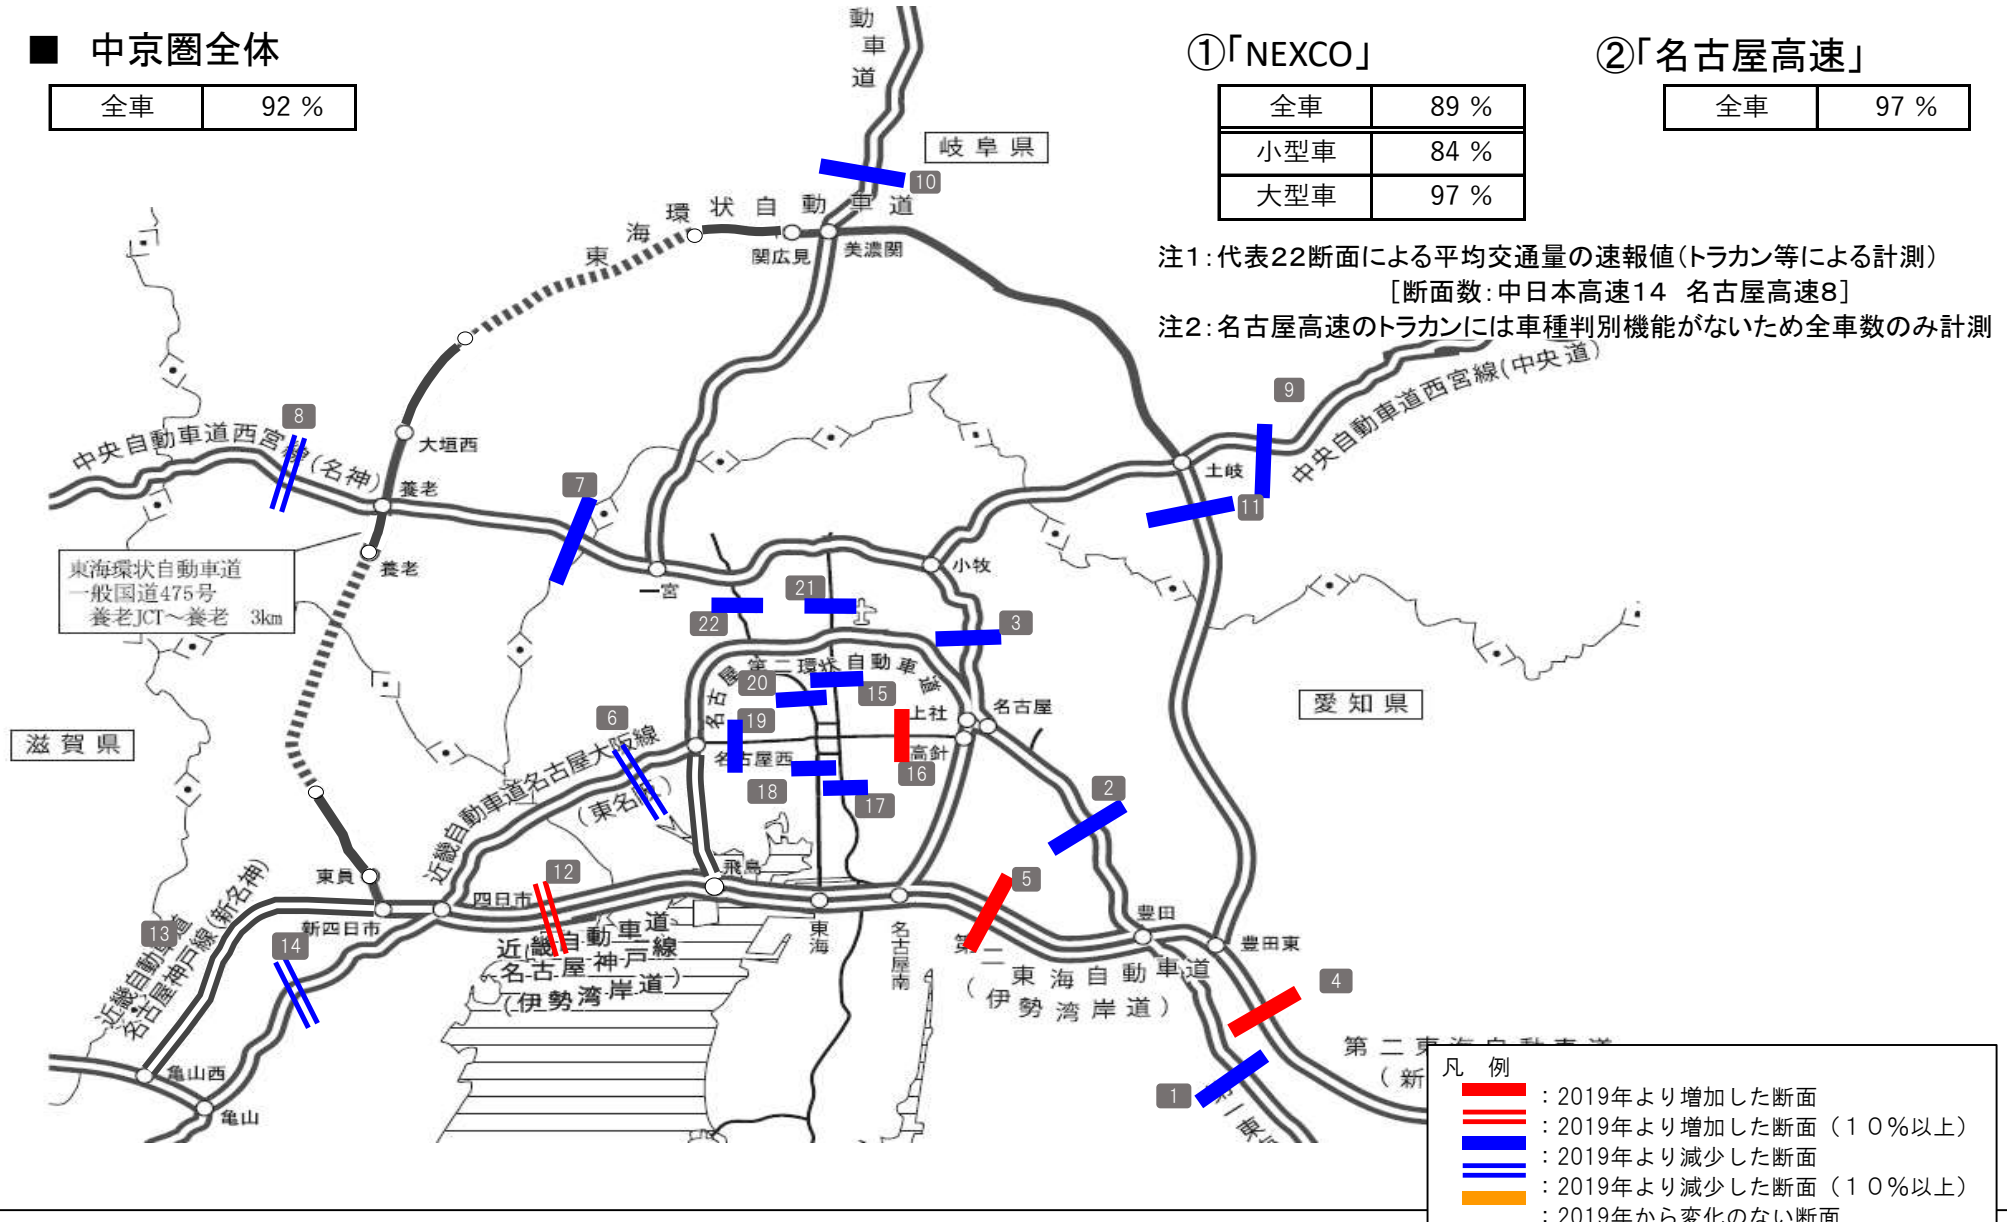 ■ 中京圏全体
全車 92 %
①「NEXCO」
全車 89 %
小型車 84 %
大型車 97 %
②「名古屋高速」
全車 97 %
注1:代表22断面による平均交通量の速報値(トラカン等による計測)
[断面数:中日本高速14 名古屋高速8]
注2:名古屋高速のトラカンには車種判別機能がないため全車数のみ計測
動車道
岐阜県
10
東海環状自動車道
関広見
美濃関
中央自動車道西宮線(中央道)
9
8
中央自動車道西宮線(名神)
大垣西
養老
7
土岐
11
養老
東海環状自動車道
一般国道475号
養老JCT~養老 3km
一宮
小牧
21
22
3
名古屋第二環状自動車道
20
15
19
上社
名古屋
愛知県
滋賀県
6
近畿自動車道名古屋大阪線
(東名阪)
名古屋西
高針
16
18
17
2
飛島
東員
12
5
四日市
新四日市
13
14
近畿自動車道
名古屋神戸線(新名神)
近畿自動車道
名古屋神戸線
(伊勢湾岸道)
東海
名古屋南
豊田
豊田東
第二東海自動車道
(伊勢湾岸道)
4
1
亀山西
亀山
第二東海自動車道
(新
第一東
凡 例
:2019年より増加した断面
:2019年より増加した断面(10%以上)
:2019年より減少した断面
:2019年より減少した断面(10%以上)
:2019年から変化のない断面